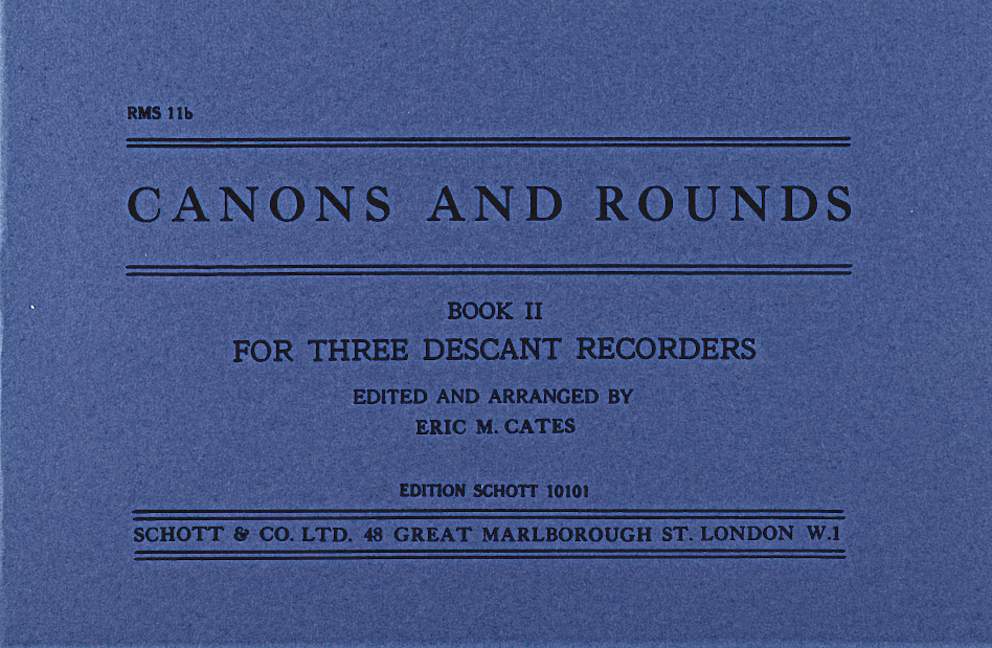 RMS 11b
CANONS AND ROUNDS
BOOK II
FOR THREE DESCANT RECORDERS
EDITED AND ARRANGED BY
ERIC M. CATES
EDITION SCHOTT 10101
SCHOTT & CO. LTD. 48 GREAT MARLBOROUGH ST. LONDON W.1